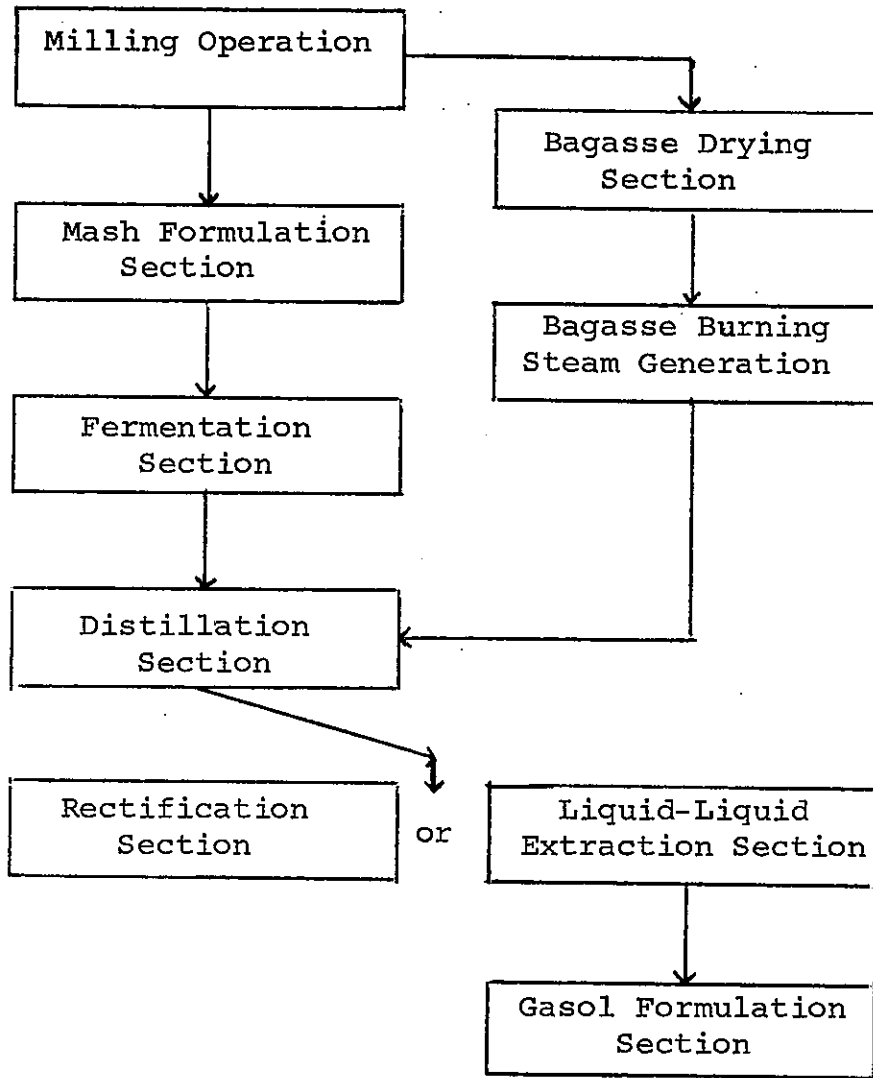 Milling Operation
Bagasse Drying
Section
Mash Formulation
Section
Bagasse Burning
Steam Generation
Fermentation
Section
Distillation
Section
Rectification
Section
or
Liquid-Liquid
Extraction Section
Gasol Formulation
Section